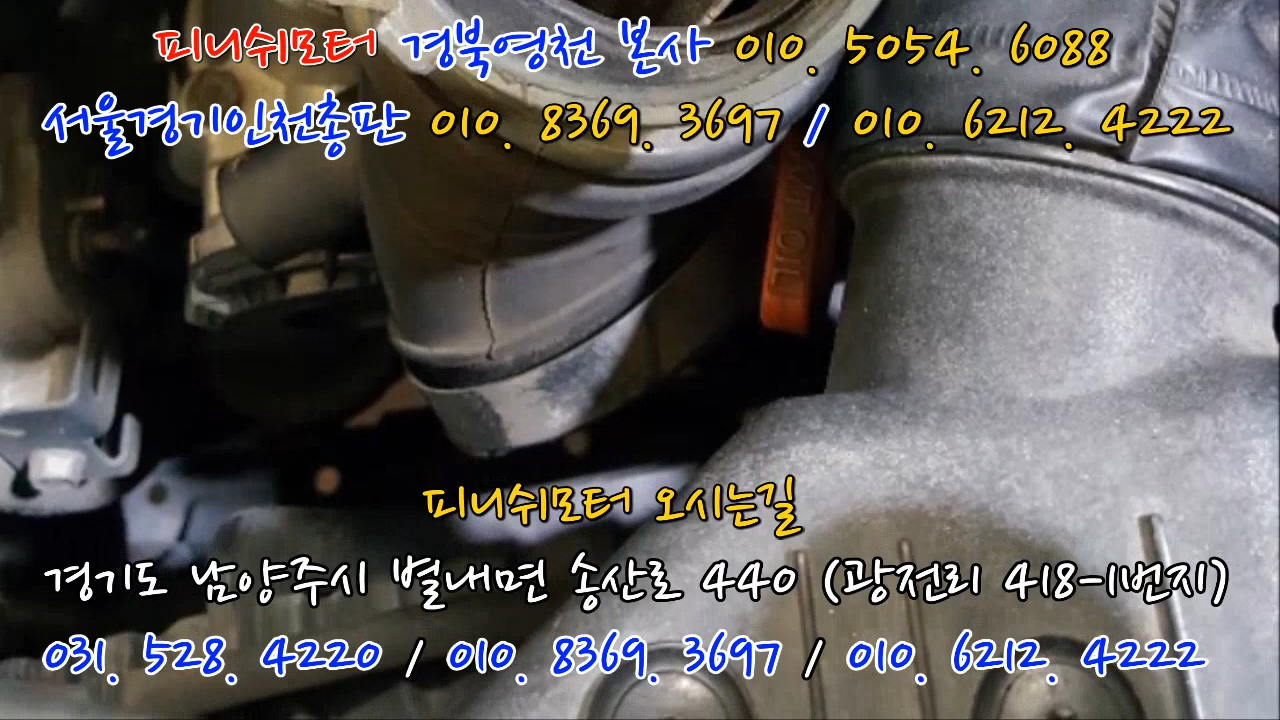 피니쉬모터 경북영천 본사 010. 5054. 6088
서울경기인천총판 010. 8369. 3697 / 010. 6212. 4222
OIL
피니쉬모터 오시는길
경기도 남양주시 별내면 송산로 440 (광전리 418-1번지)
031. 528. 4220 / 010. 8369. 3697 / 010. 6212. 4222